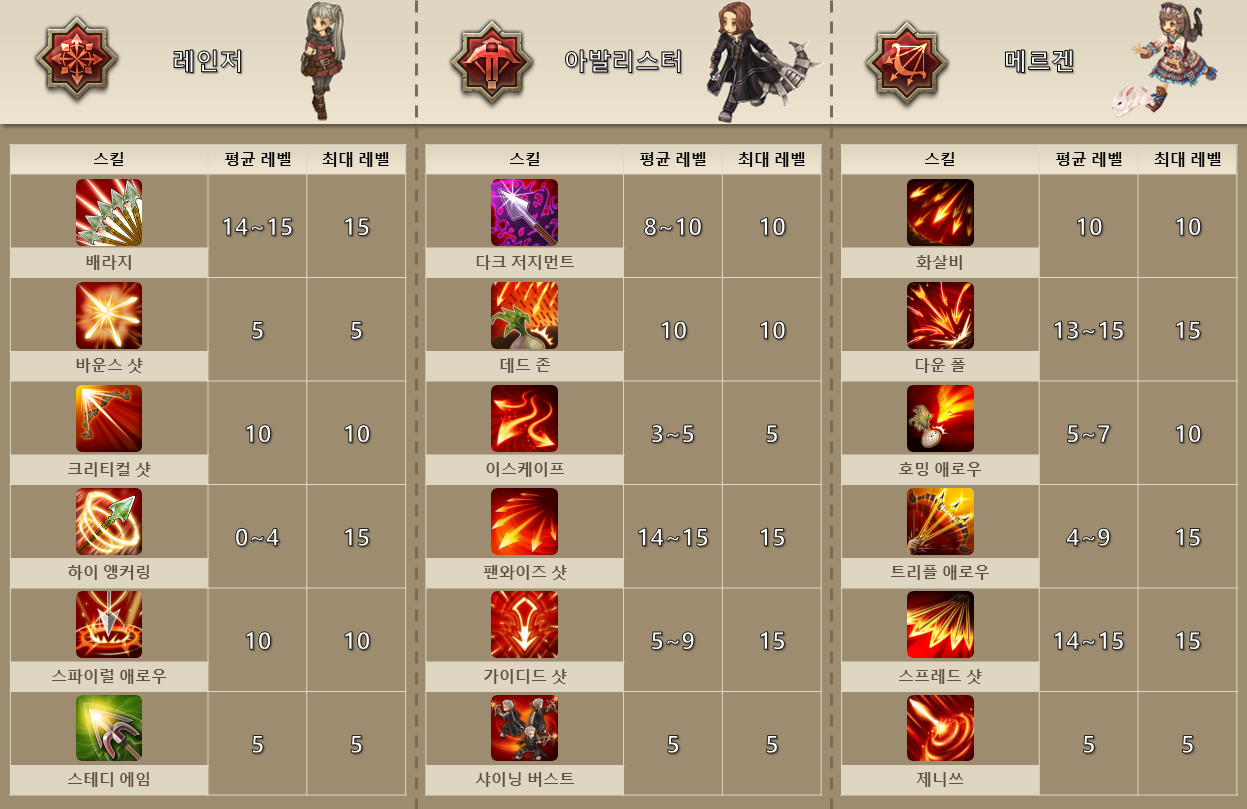 레인저
아발리스터
메르겐
스킬 평균 레벨 최대 레벨
배라지 14~15 15
바운스 샷 5 5
크리티컬 샷 10 10
하이 앵커링 0~4 15
스파이럴 애로우 10 10
스테디 에임 5 5
스킬 평균 레벨 최대 레벨
다크 저지먼트 8~10 10
데드 존 10 10
이스케이프 3~5 5
팬와이즈 샷 14~15 15
가이디드 샷 5~9 15
샤이닝 버스트 5 5
스킬 평균 레벨 최대 레벨
화살비 10 10
다운 폴 13~15 15
호밍 애로우 5~7 10
트리플 애로우 4~9 15
스프레드 샷 14~15 15
제니쓰 5 5